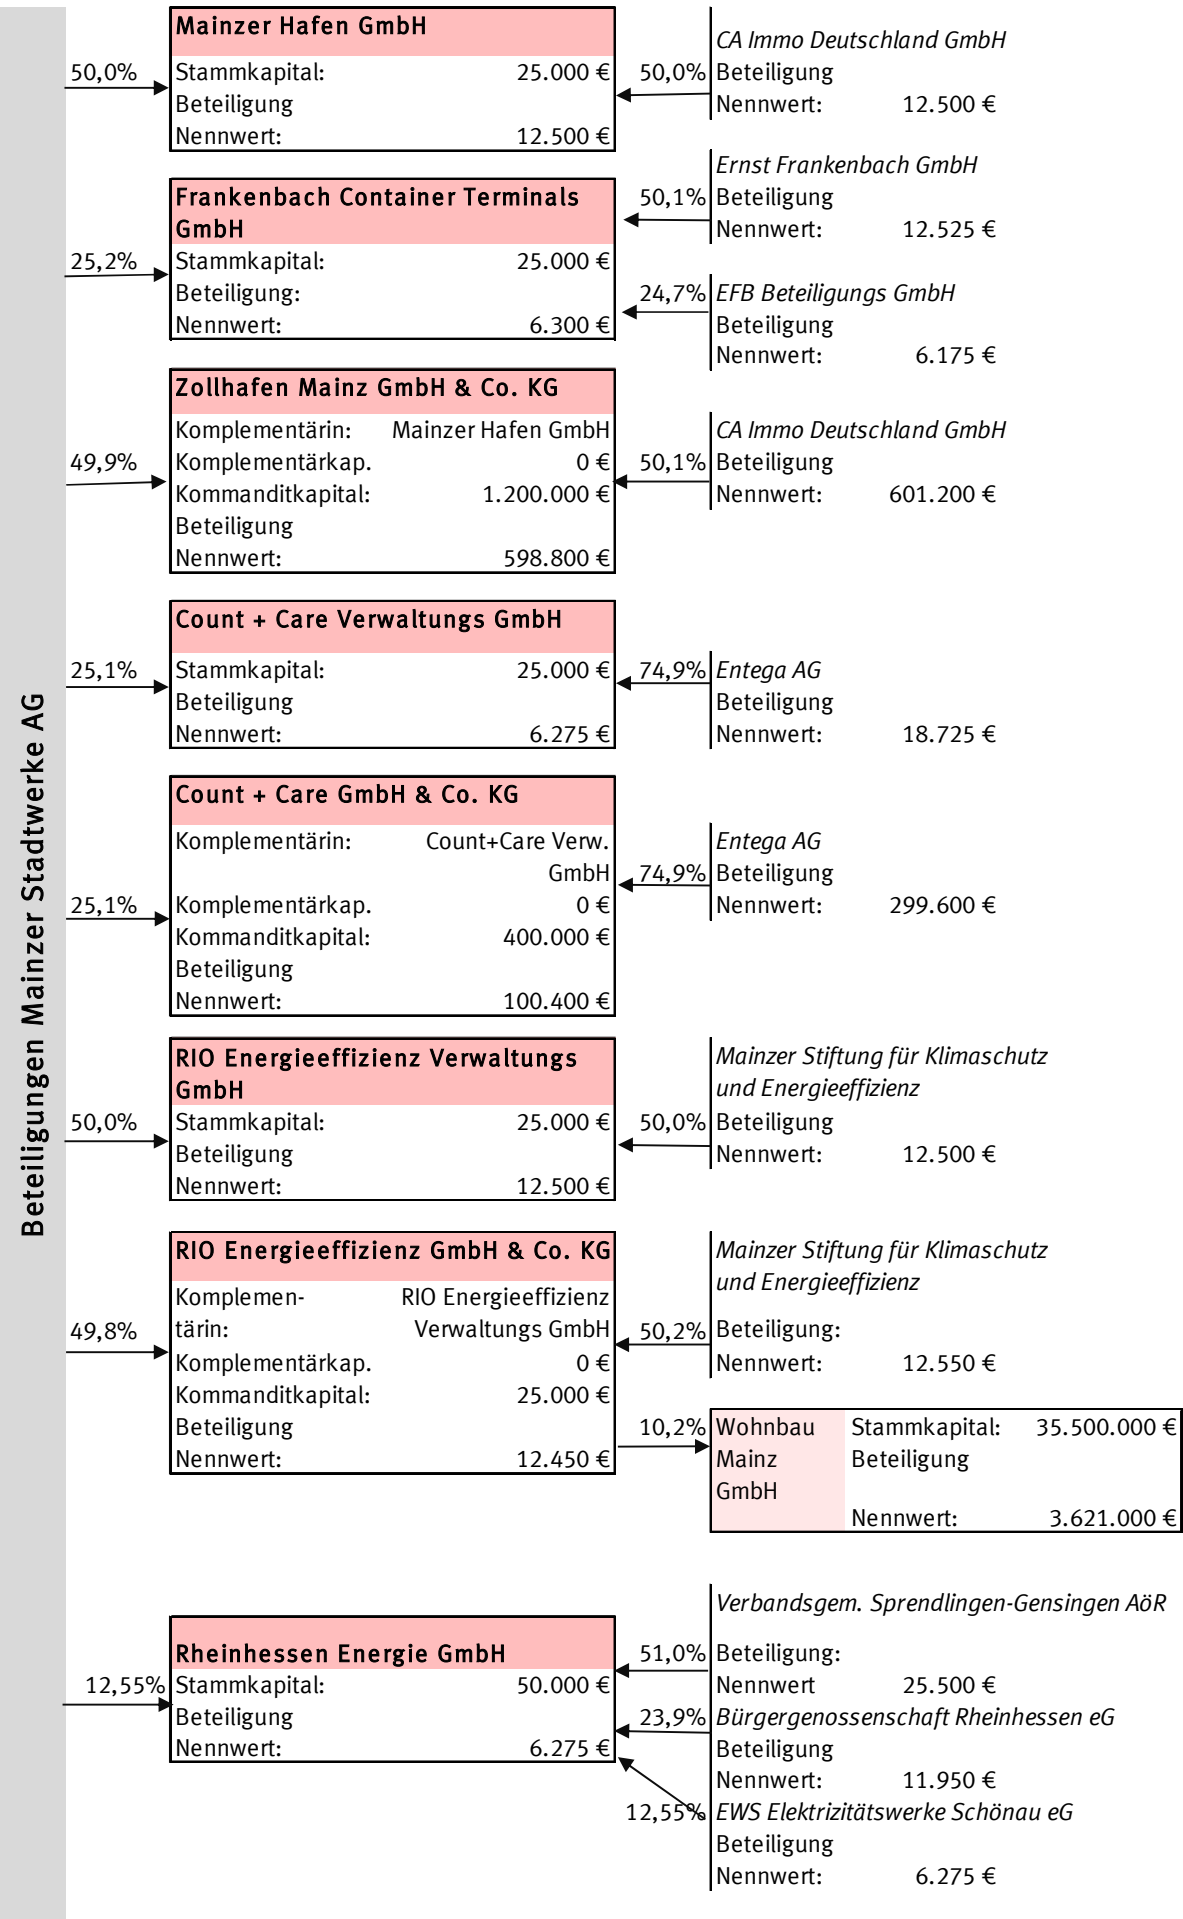 Beteiligungen Mainzer Stadtwerke AG
Mainzer Hafen GmbH
50,0%
Stammkapital: 25.000 €
Beteiligung
Nennwert: 12.500 €
CA Immo Deutschland GmbH
50,0% Beteiligung
Nennwert: 12.500 €
Frankenbach Container Terminals
GmbH
25,2%
Stammkapital: 25.000 €
Beteiligung:
Nennwert: 6.300 €
Ernst Frankenbach GmbH
50,1% Beteiligung
Nennwert: 12.525 €
24,7% EFB Beteiligungs GmbH
Beteiligung
Nennwert: 6.175 €
Zollhafen Mainz GmbH & Co. KG
49,9%
Komplementärin: Mainzer Hafen GmbH
Komplementärkap. 0 €
Kommanditkapital: 1.200.000 €
Beteiligung
Nennwert: 598.800 €
CA Immo Deutschland GmbH
50,1% Beteiligung
Nennwert: 601.200 €
Count + Care Verwaltungs GmbH
25,1%
Stammkapital: 25.000 €
Beteiligung
Nennwert: 6.275 €
74,9% Entega AG
Beteiligung
Nennwert: 18.725 €
Count + Care GmbH & Co. KG
25,1%
Komplementärin: Count+Care Verw.
GmbH
Komplementärkap. 0 €
Kommanditkapital: 400.000 €
Beteiligung
Nennwert: 100.400 €
Entega AG
74,9% Beteiligung
Nennwert: 299.600 €
RIO Energieeffizienz Verwaltungs
GmbH
50,0%
Stammkapital: 25.000 €
Beteiligung
Nennwert: 12.500 €
Mainzer Stiftung für Klimaschutz
und Energieeffizienz
50,0% Beteiligung
Nennwert: 12.500 €
RIO Energieeffizienz GmbH & Co. KG
49,8%
Komplemen- RIO Energieeffizienz
tärin: Verwaltungs GmbH
Komplementärkap. 0 €
Kommanditkapital: 25.000 €
Beteiligung
Nennwert: 12.450 €
Mainzer Stiftung für Klimaschutz
und Energieeffizienz
50,2% Beteiligung:
Nennwert: 12.550 €
10,2% Wohnbau Stammkapital: 35.500.000 €
Mainz Beteiligung
GmbH
Nennwert: 3.621.000 €
Rheinhessen Energie GmbH
12,55% Stammkapital: 50.000 €
Beteiligung
Nennwert: 6.275 €
Verbandsgem. Sprendlingen-Gensingen AöR
51,0% Beteiligung:
Nennwert 25.500 €
23,9% Bürgergenossenschaft Rheinhessen eG
Beteiligung
Nennwert: 11.950 €
12,55% EWS Elektrizitätswerke Schönau eG
Beteiligung
Nennwert: 6.275 €